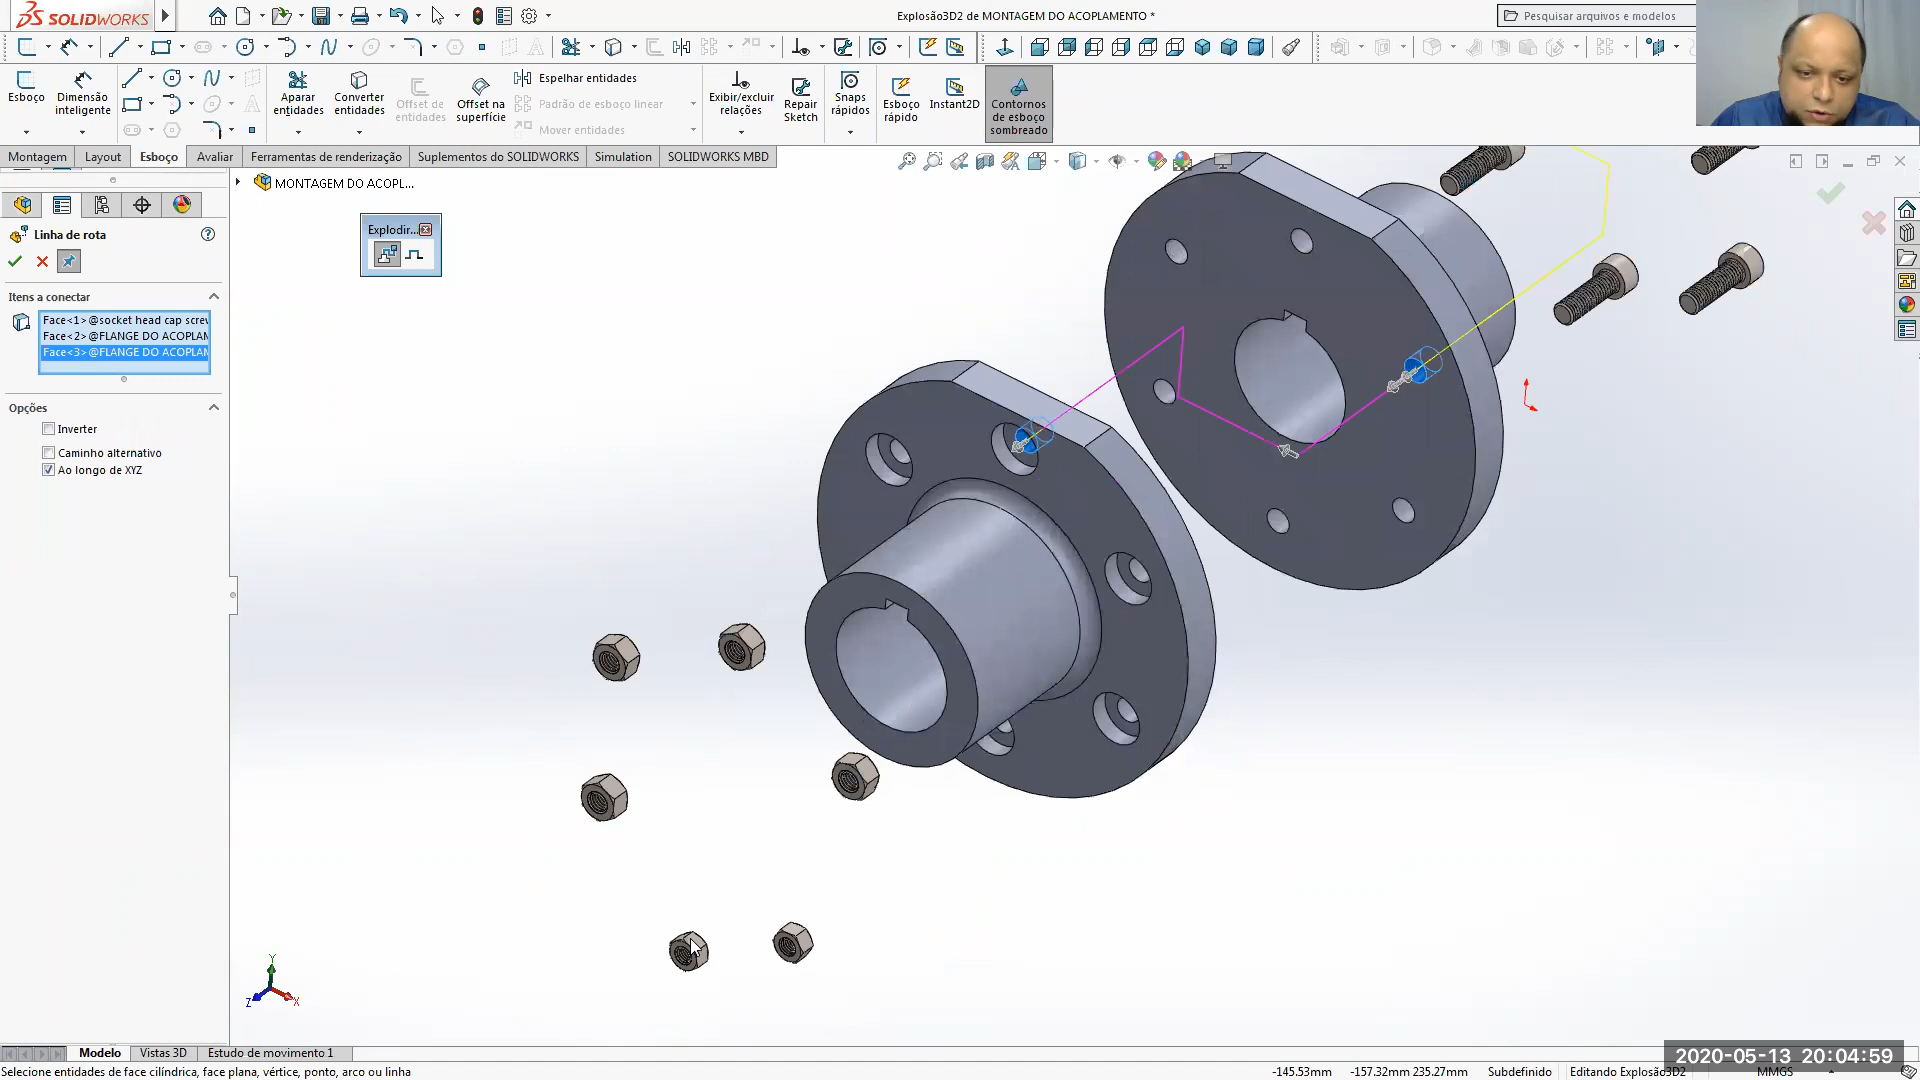 SOLIDWORKS
Explosão3D2 de MONTAGEM DO ACOPLAMENTO *
Pesquisar arquivos e modelos
Esboço
Dimensão inteligente
Aparar entidades
Converter entidades
Offset de entidades
Offset na superfície
Espelhar entidades
Padrão de esboço linear
Mover entidades
Exibir/excluir relações
Repair Sketch
Snaps rápidos
Esboço rápido
Instant2D
Contornos de esboço sombreado
Montagem
Layout
Esboço
Avaliar
Ferramentas de renderização
Suplementos do SOLIDWORKS
Simulation
SOLIDWORKS MBD
MONTAGEM DO ACOPL...
Linha de rota
Explodir...
Itens a conectar
Face<1>@socket head cap screw
Face<2>@FLANGE DO ACOPLAM
Face<3>@FLANGE DO ACOPLAM
Opções
Inverter
Caminho alternativo
Ao longo de XYZ
Y
Z
X
Modelo
Vistas 3D
Estudo de movimento 1
2020-05-13 20:04:59
Selecione entidades de face cilíndrica, face plana, vértice, ponto, arco ou linha
-145.53mm
-157.32mm 235.27mm
Subdefinido
Editando Explosão3D2
MMGS